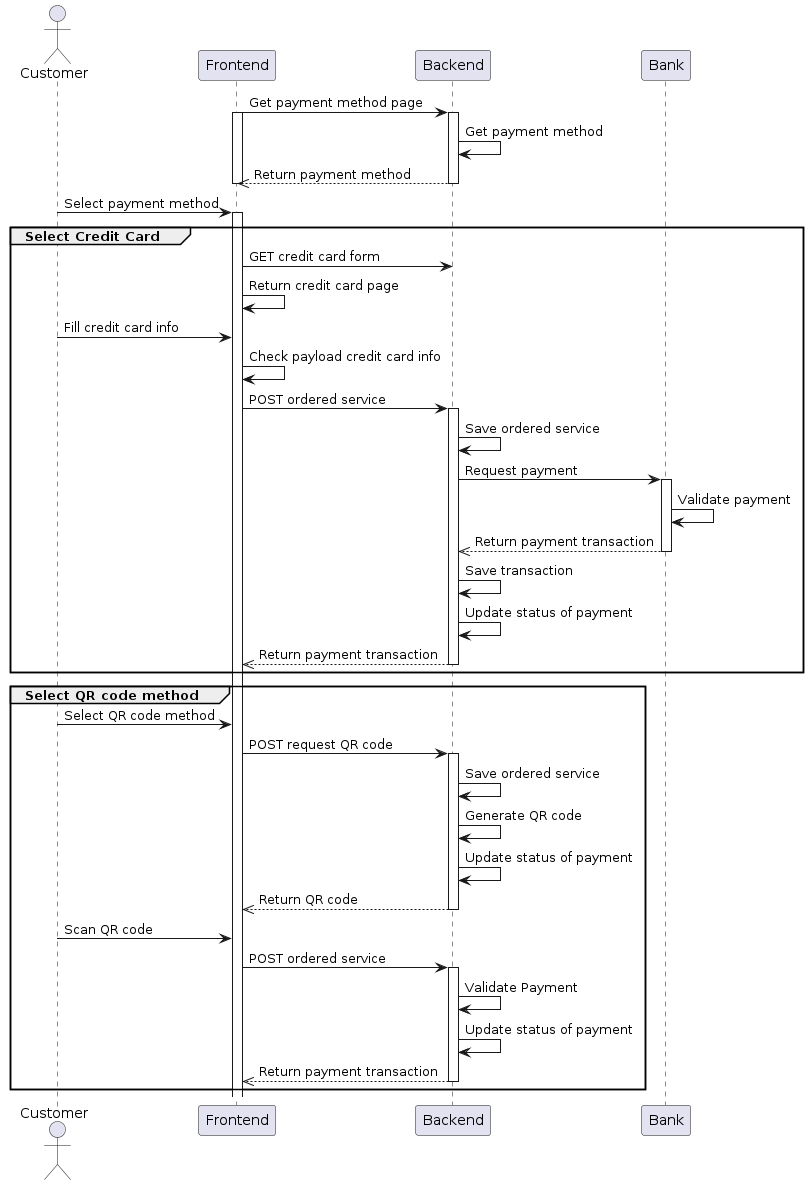 Customer
Frontend
Backend
Bank
Get payment method page
Get payment method
Return payment method
Select payment method
Select Credit Card
GET credit card form
Return credit card page
Fill credit card info
Check payload credit card info
POST ordered service
Save ordered service
Request payment
Validate payment
Return payment transaction
Save transaction
Update status of payment
Return payment transaction
Select QR code method
Select QR code method
POST request QR code
Save ordered service
Generate QR code
Update status of payment
Return QR code
Scan QR code
POST ordered service
Validate Payment
Update status of payment
Return payment transaction
Customer
Frontend
Backend
Bank